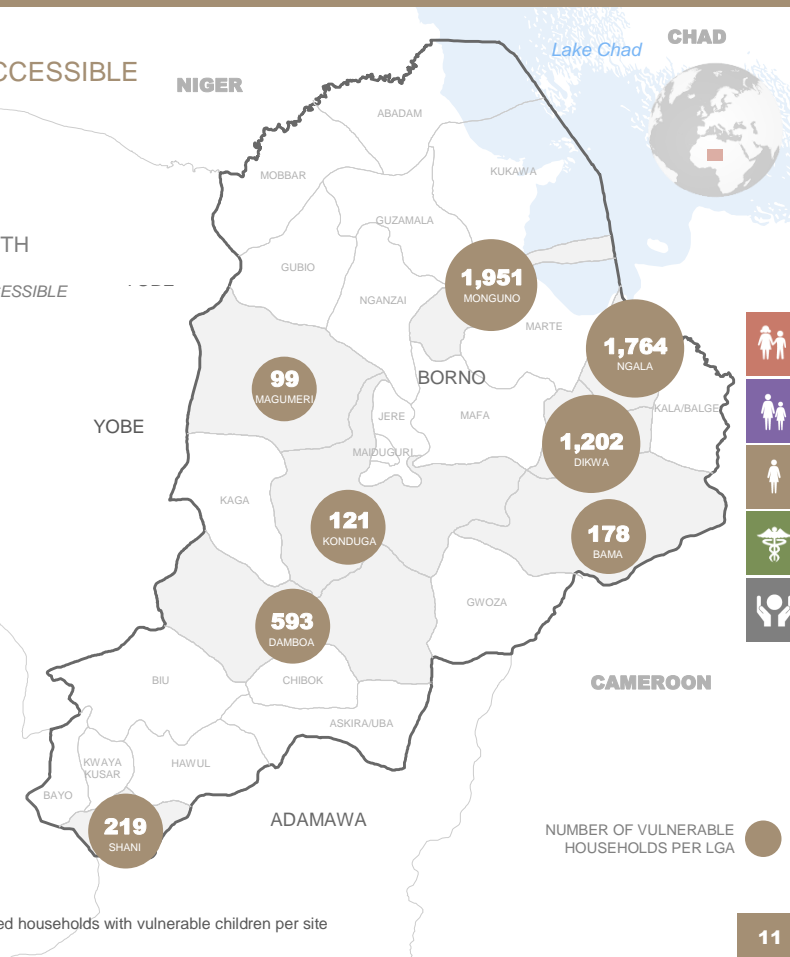 CCESSIBLE
NIGER
CHAD
Lake Chad
ABADAM
MOBBAR
KUKAWA
GUZAMALA
TH
GUBIO
ESSIBLE
NGANZAI
1,951
MONGUNO
MARTE
1,764
NGALA
99
MAGUMERI
BORNO
YOBE
JERE
MAFA
KALA/BALGE
MAIDUGURI
1,202
DIKWA
KAGA
121
KONDUGA
178
BAMA
GWOZA
593
DAMBOA
BIU
CHIBOK
CAMEROON
ASKIRA/UBA
KWAYA
KUSAR
HAWUL
BAYO
219
SHANI
ADAMAWA
NUMBER OF VULNERABLE
HOUSEHOLDS PER LGA
ed households with vulnerable children per site
11